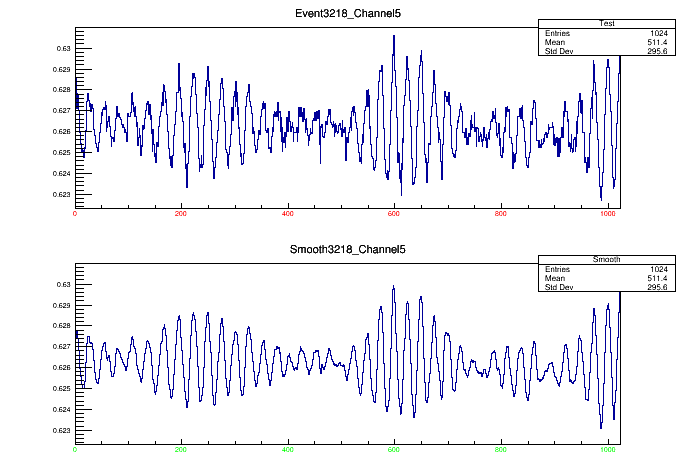 Event3218_Channel5
Test
Entries 1024
Mean 511.4
Std Dev 295.6
0.63
0.629
0.628
0.627
0.626
0.625
0.624
0.623
0 200 400 600 800 1000
Smooth3218_Channel5
Smooth
Entries 1024
Mean 511.4
Std Dev 295.6
0.63
0.629
0.628
0.627
0.626
0.625
0.624
0.623
0 200 400 600 800 1000